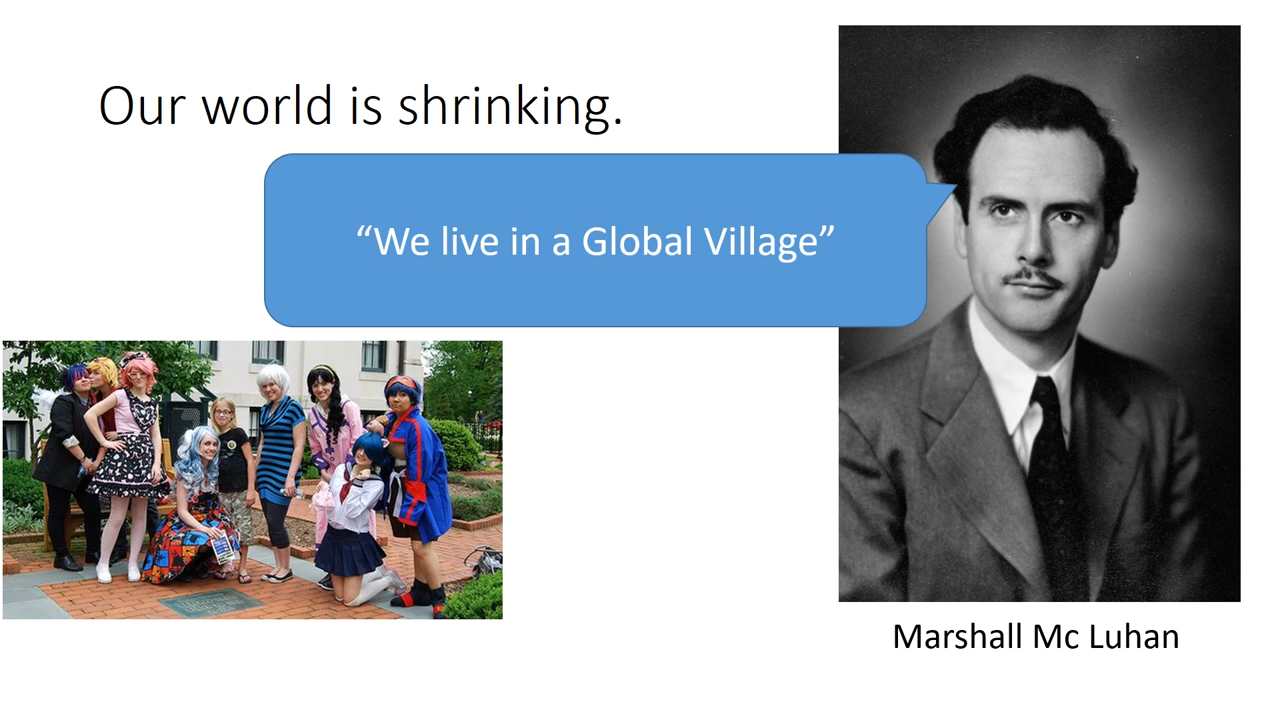 Our world is shrinking.
“We live in a Global Village”
Marshall Mc Luhan